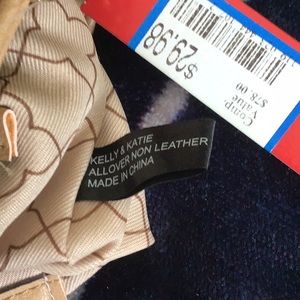 $29.98
Comp.
Value
$78.00
KELLY & KATIE
ALLOVER NON LEATHER
MADE IN CHINA